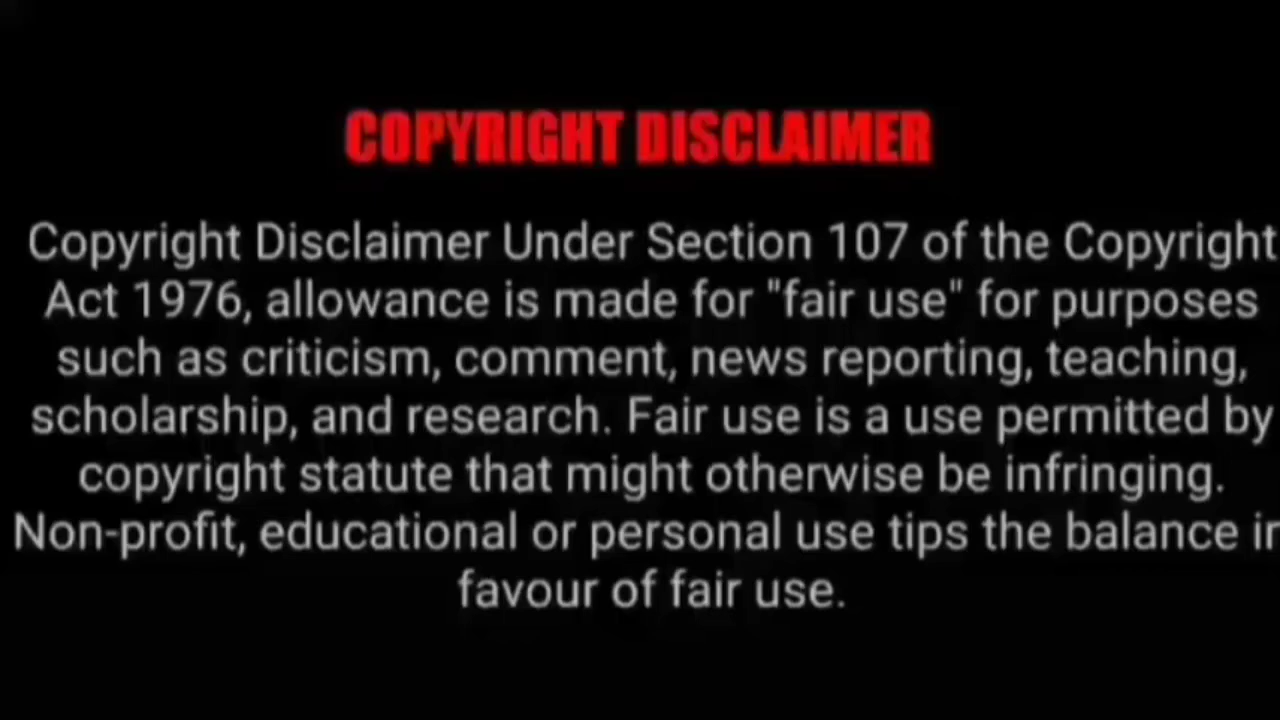 COPYRIGHT DISCLAIMER
Copyright Disclaimer Under Section 107 of the Copyright
Act 1976, allowance is made for "fair use" for purposes
such as criticism, comment, news reporting, teaching,
scholarship, and research. Fair use is a use permitted by
copyright statute that might otherwise be infringing.
Non-profit, educational or personal use tips the balance in
favour of fair use.